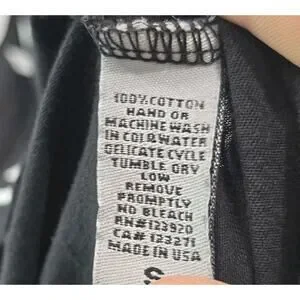 100% COTTON
HAND OR
MACHINE WASH
IN COLD WATER
DELICATE CYCLE
TUMBLE DRY
LOW
REMOVE
PROMPTLY
NO BLEACH
RN#123920
CA# 123271
MADE IN USA
S